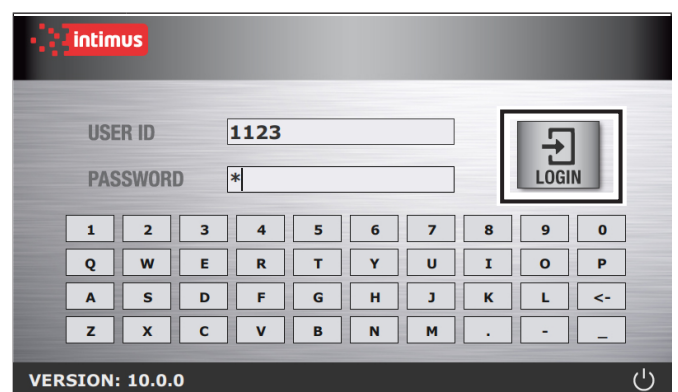 intimus
USER ID 1123
PASSWORD *
LOGIN
1 2 3 4 5 6 7 8 9 0
Q W E R T Y U I O P
A S D F G H J K L <-
Z X C V B N M . - _
VERSION: 10.0.0